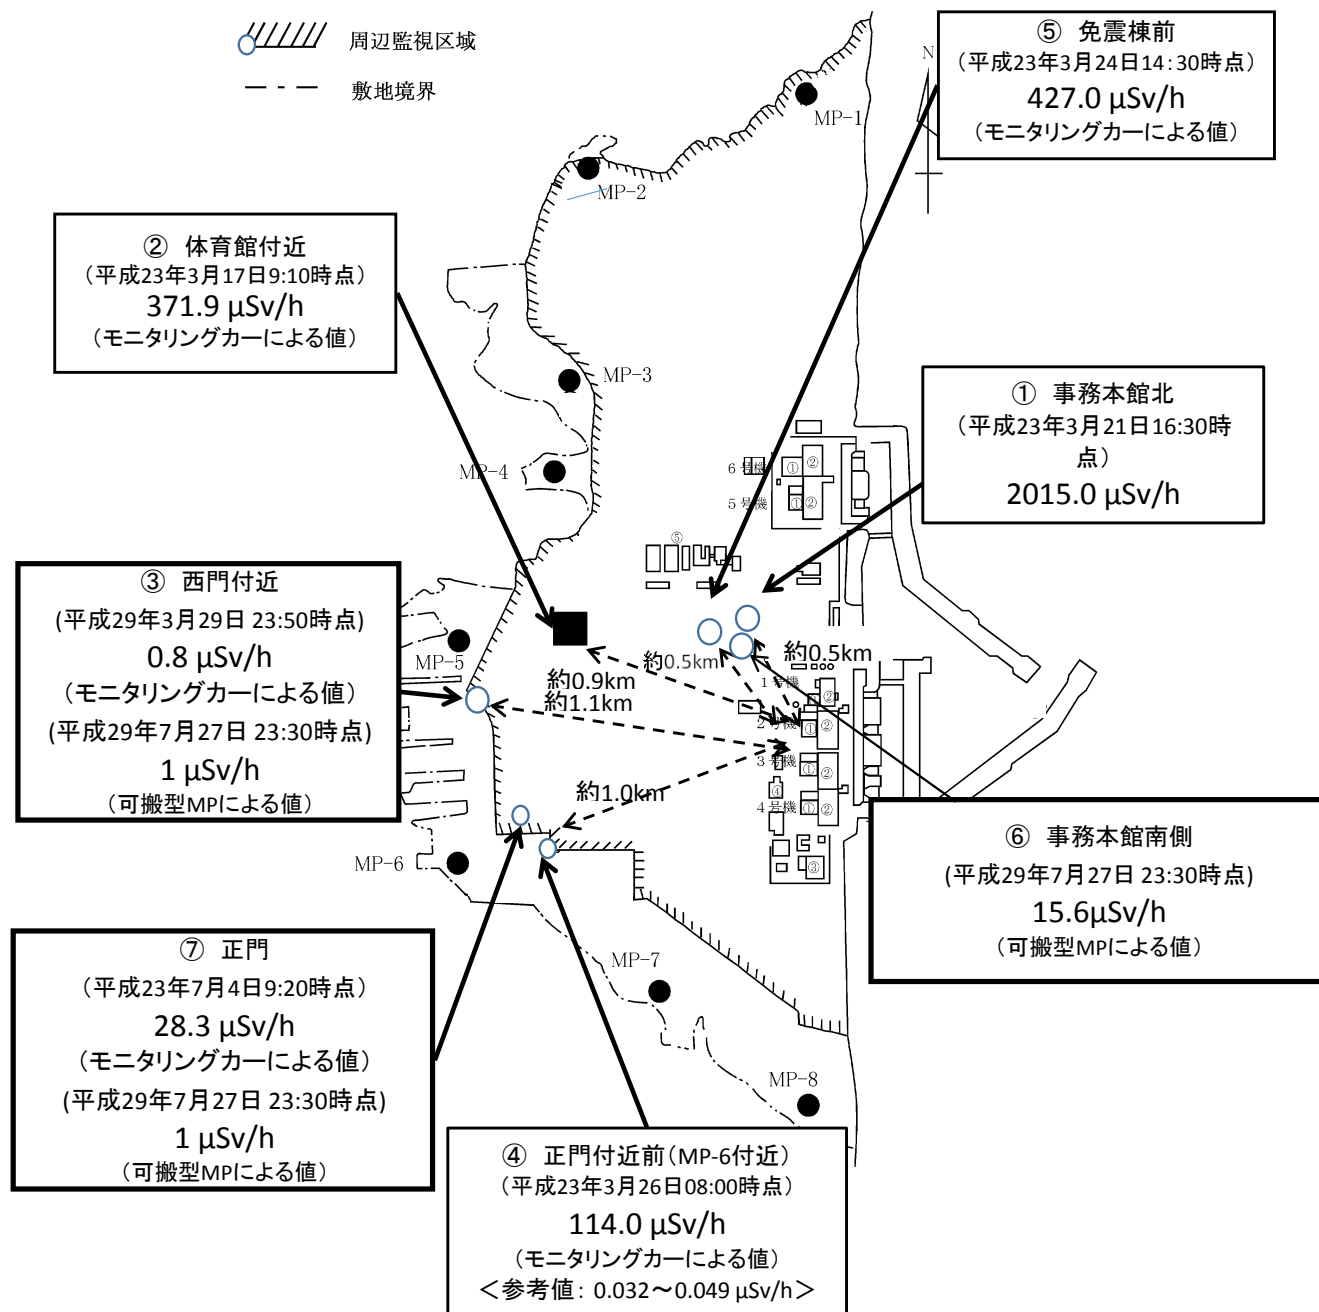 周辺監視区域
敷地境界
⑤ 免震棟前
(平成23年3月24日14:30時点)
427.0 μSv/h
(モニタリングカーによる値)
N
MP-1
MP-2
② 体育館付近
(平成23年3月17日9:10時点)
371.9 μSv/h
(モニタリングカーによる値)
MP-3
① 事務本館北
(平成23年3月21日16:30時
点)
2015.0 μSv/h
MP-4
6号機
①
②
5号機
①
②
⑤
③ 西門付近
(平成29年3月29日 23:50時点)
0.8 μSv/h
(モニタリングカーによる値)
(平成29年7月27日 23:30時点)
1 μSv/h
(可搬型MPによる値)
MP-5
約0.5km
約0.5km
約0.9km
約1.1km
1号機
②
2号機
①
②
3号機
①
②
④
約1.0km
4号機
①
②
③
MP-6
⑥ 事務本館南側
(平成29年7月27日 23:30時点)
15.6μSv/h
(可搬型MPによる値)
⑦ 正門
(平成23年7月4日9:20時点)
28.3 μSv/h
(モニタリングカーによる値)
(平成29年7月27日 23:30時点)
1 μSv/h
(可搬型MPによる値)
MP-7
MP-8
④ 正門付近前(MP-6付近)
(平成23年3月26日08:00時点)
114.0 μSv/h
(モニタリングカーによる値)
<参考値: 0.032～0.049 μSv/h>